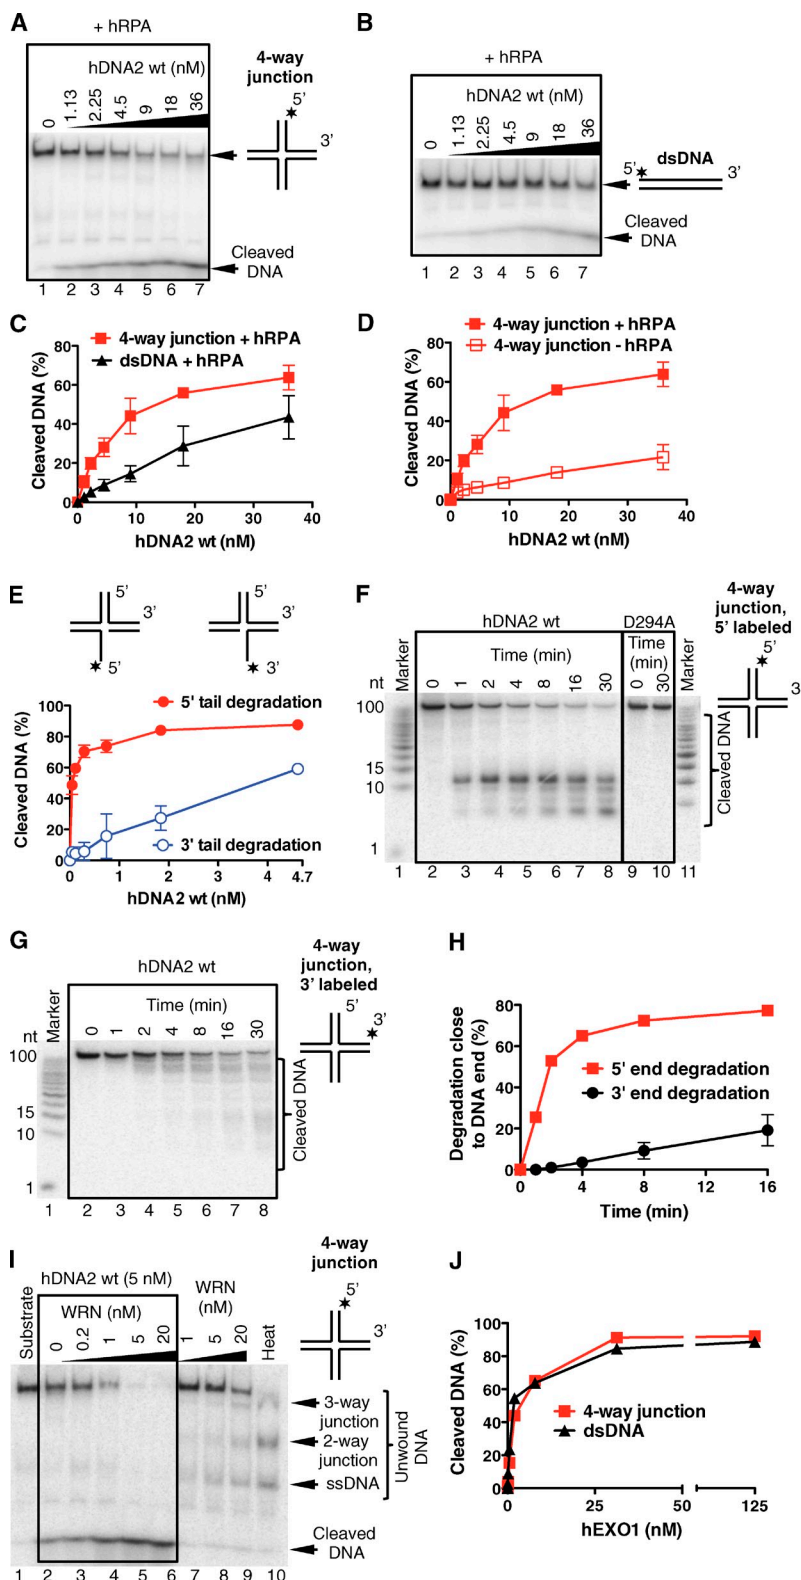 A
+ hRPA
hDNA2 wt (nM)
0 1.13 2.25 4.5 9 18 36
4-way
junction
5’
3’
Cleaved
DNA
1 2 3 4 5 6 7
B
+ hRPA
hDNA2 wt (nM)
0 1.13 2.25 4.5 9 18 36
dsDNA
5’
3’
Cleaved
DNA
1 2 3 4 5 6 7
C
4-way junction + hRPA
dsDNA + hRPA
Cleaved DNA (%)
80
60
40
20
0
0 10 20 30 40
hDNA2 wt (nM)
D
4-way junction + hRPA
4-way junction - hRPA
Cleaved DNA (%)
80
60
40
20
0
0 10 20 30 40
hDNA2 wt (nM)
E
5’
3’
5’
5’
3’
3’
5' tail degradation
3' tail degradation
Cleaved DNA (%)
100
80
60
40
20
0
0 1 2 3 4 4.7
hDNA2 wt (nM)
F
hDNA2 wt
D294A
4-way
junction,
5’ labeled
5’
3
Marker
Time (min)
Time
(min)
Marker
nt
0 1 2 4 8 16 30
0 30
100
15
10
1
Cleaved DNA
1 2 3 4 5 6 7 8 9 10 11
G
hDNA2 wt
4-way
junction,
3’ labeled
5’
3’
Marker
Time (min)
nt
0 1 2 4 8 16 30
100
15
10
1
Cleaved DNA
1 2 3 4 5 6 7 8
H
Degradation close
to DNA end (%)
80
60
40
20
0
5' end degradation
3' end degradation
0 4 8 12 16
Time (min)
I
Substrate
hDNA2 wt (5 nM)
WRN (nM)
0 0.2 1 5 20
WRN
(nM)
1 5 20
Heat
4-way
junction
5’
3’
3-way
junction
2-way
junction
ssDNA
Unwound
DNA
Cleaved
DNA
1 2 3 4 5 6 7 8 9 10
J
Cleaved DNA (%)
100
80
60
40
20
0
4-way junction
dsDNA
0 25 50 125
hEXO1 (nM)